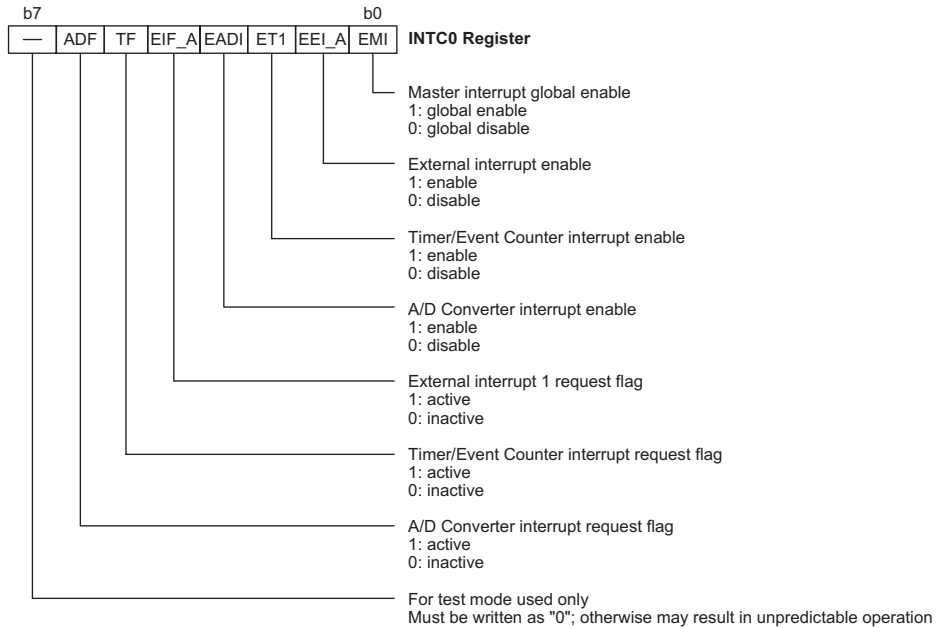 b7 b0
— ADF TF EIF_A EADI ET1 EEI_A EMI INTC0 Register
Master interrupt global enable
1: global enable
0: global disable
External interrupt enable
1: enable
0: disable
Timer/Event Counter interrupt enable
1: enable
0: disable
A/D Converter interrupt enable
1: enable
0: disable
External interrupt 1 request flag
1: active
0: inactive
Timer/Event Counter interrupt request flag
1: active
0: inactive
A/D Converter interrupt request flag
1: active
0: inactive
For test mode used only
Must be written as "0"; otherwise may result in unpredictable operation